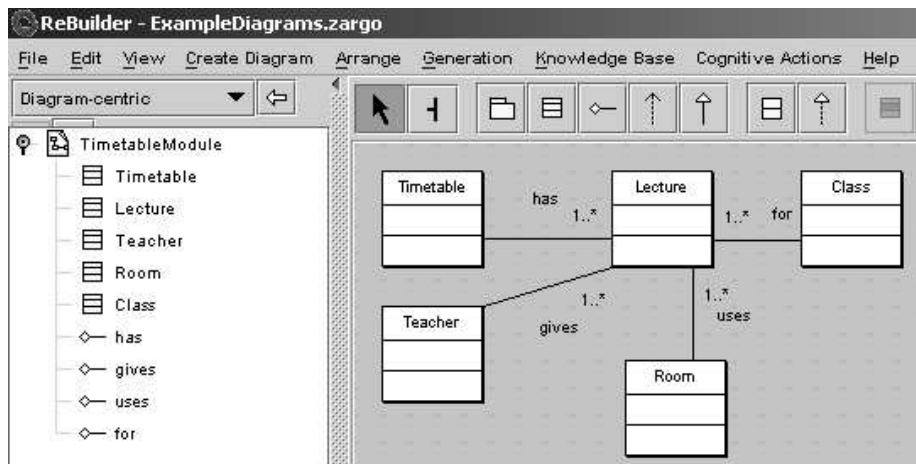 ReBuilder - ExampleDiagrams.zargo
File Edit View Create Diagram Arrange Generation Knowledge Base Cognitive Actions Help
Diagram-centric
TimetableModule
Timetable
Lecture
Teacher
Room
Class
has
gives
uses
for
Timetable
has
1..*
Lecture
1..* for
Class
Teacher
1..*
gives
1..*
uses
Room